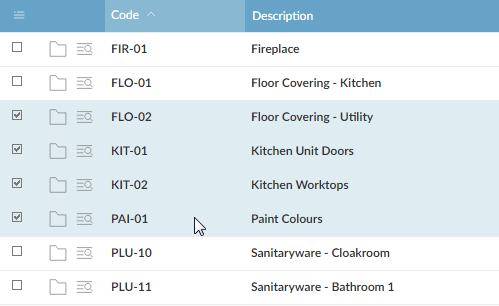 Code Description
FIR-01 Fireplace
FLO-01 Floor Covering - Kitchen
FLO-02 Floor Covering - Utility
KIT-01 Kitchen Unit Doors
KIT-02 Kitchen Worktops
PAI-01 Paint Colours
PLU-10 Sanitaryware - Cloakroom
PLU-11 Sanitaryware - Bathroom 1